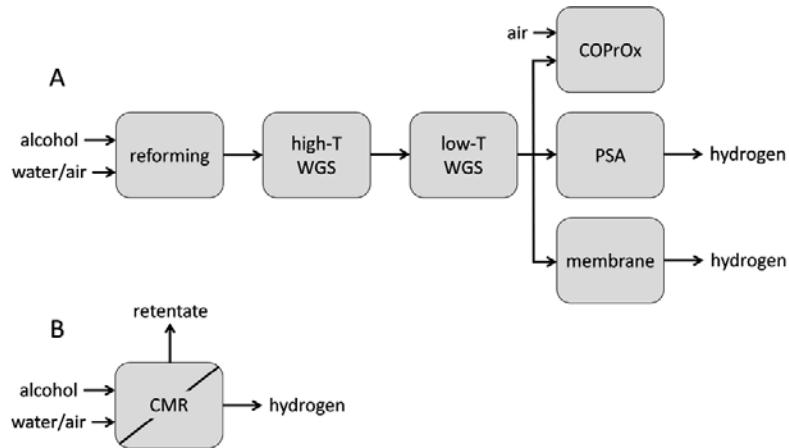 A
air
COPrOx
alcohol
water/air
reforming
high-T
WGS
low-T
WGS
PSA
hydrogen
membrane
hydrogen
B
retentate
alcohol
water/air
CMR
hydrogen